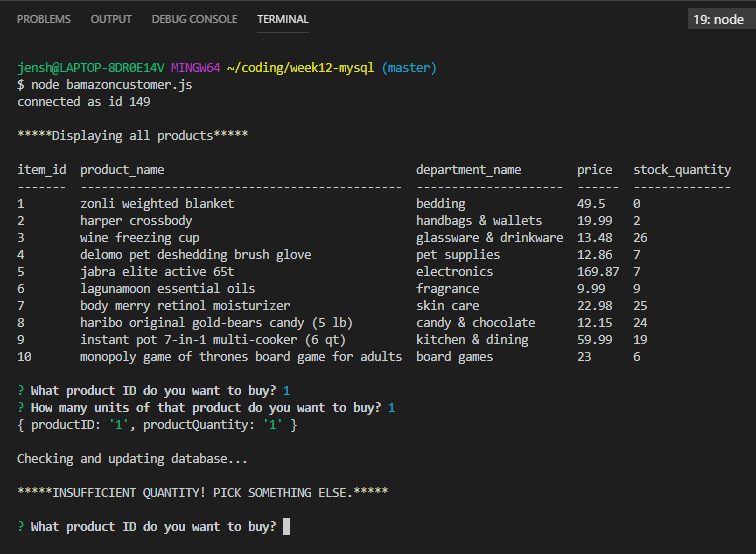 PROBLEMS OUTPUT DEBUG CONSOLE TERMINAL 19: node
jensh@LAPTOP-8DR0E14V MINGW64 ~/coding/week12-mysql (master)
$ node bamazoncustomer.js
connected as id 149
*****Displaying all products*****
item_id  product_name                                    department_name        price   stock_quantity
-------  ----------------------------------------------  ---------------------  ------  --------------
1        zonli weighted blanket                          bedding                49.5    0
2        harper crossbody                                handbags & wallets     19.99   2
3        wine freezing cup                               glassware & drinkware  13.48   26
4        delomo pet deshedding brush glove               pet supplies           12.86   7
5        jabra elite active 65t                          electronics            169.87  7
6        lagunamoon essential oils                       fragrance              9.99    9
7        body merry retinol moisturizer                  skin care              22.98   25
8        haribo original gold-bears candy (5 lb)         candy & chocolate      12.15   24
9        instant pot 7-in-1 multi-cooker (6 qt)          kitchen & dining       59.99   19
10       monopoly game of thrones board game for adults  board games            23      6
? What product ID do you want to buy? 1
? How many units of that product do you want to buy? 1
{ productID: '1', productQuantity: '1' }
Checking and updating database...
*****INSUFFICIENT QUANTITY! PICK SOMETHING ELSE.*****
? What product ID do you want to buy?